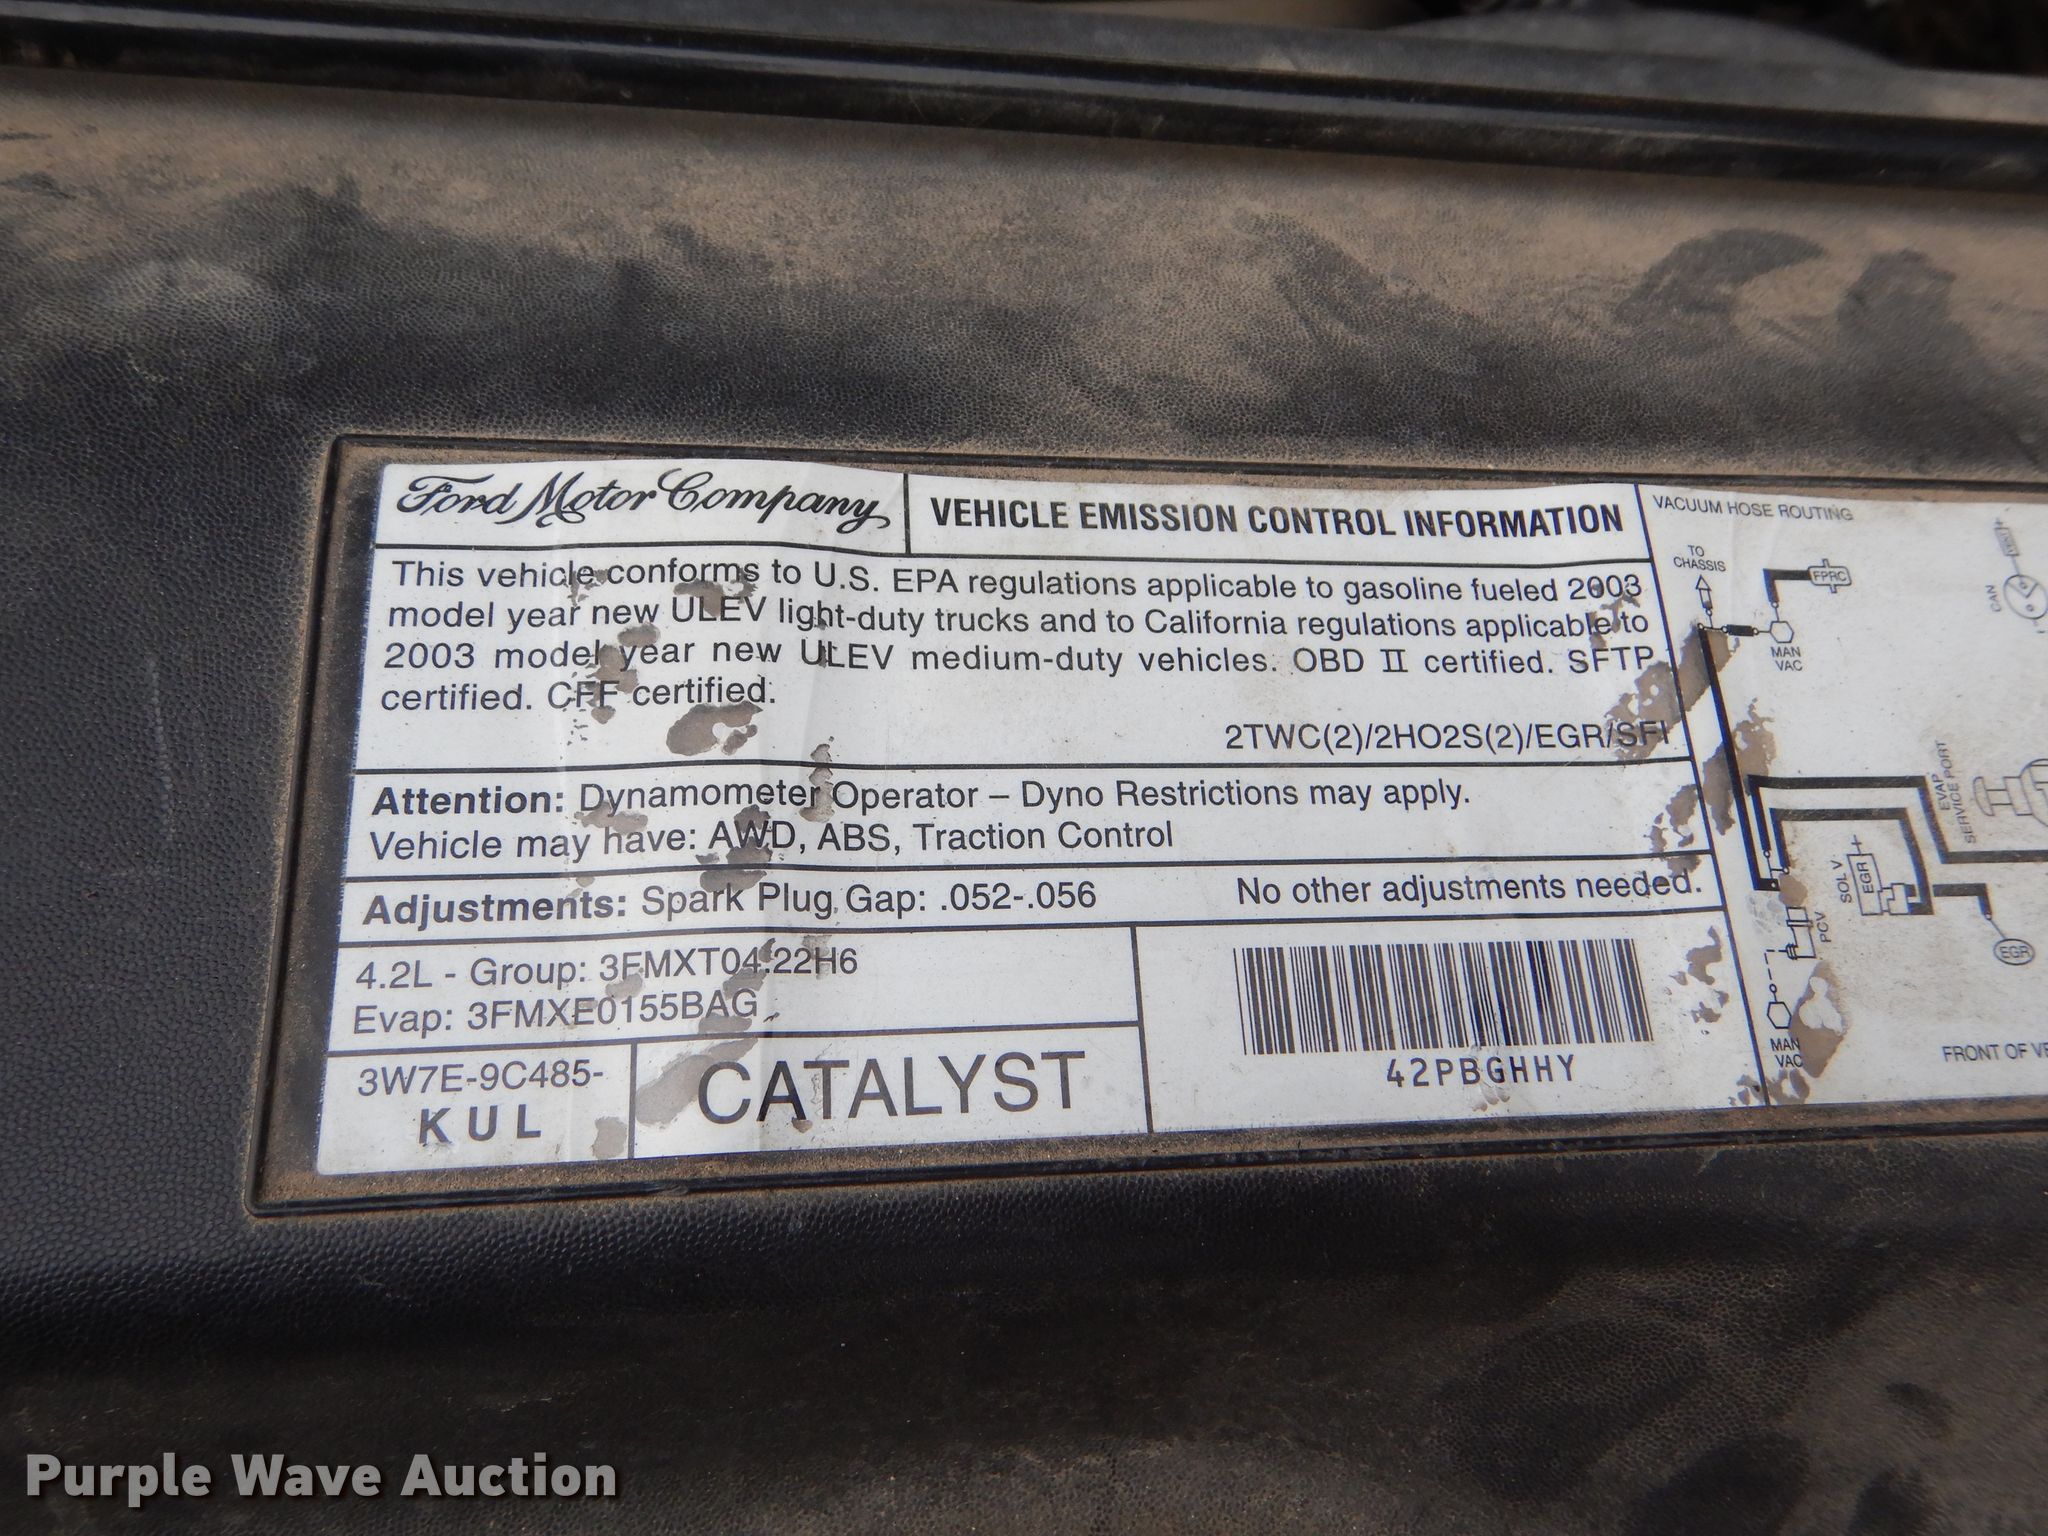 Ford Motor Company
VEHICLE EMISSION CONTROL INFORMATION
This vehicle conforms to U.S. EPA regulations applicable to gasoline fueled 2003
model year new ULEV light-duty trucks and to California regulations applicable to
2003 model year new ULEV medium-duty vehicles. OBD II certified. SFTP
certified. CFF certified.
2TWC(2)/2HO2S(2)/EGR/SFI
Attention: Dynamometer Operator – Dyno Restrictions may apply.
Vehicle may have: AWD, ABS, Traction Control
Adjustments: Spark Plug Gap: .052-.056
No other adjustments needed.
4.2L - Group: 3FMXT04.22H6
Evap: 3FMXE0155BAG
3W7E-9C485-
KUL
CATALYST
42PBGHHY
VACUUM HOSE ROUTING
TO
CHASSIS
FPRC
MAN
VAC
CAN
EVAP
SERVICE PORT
SOL V
EGR
PCV
EGR
MAN
VAC
FRONT OF VE
Purple Wave Auction